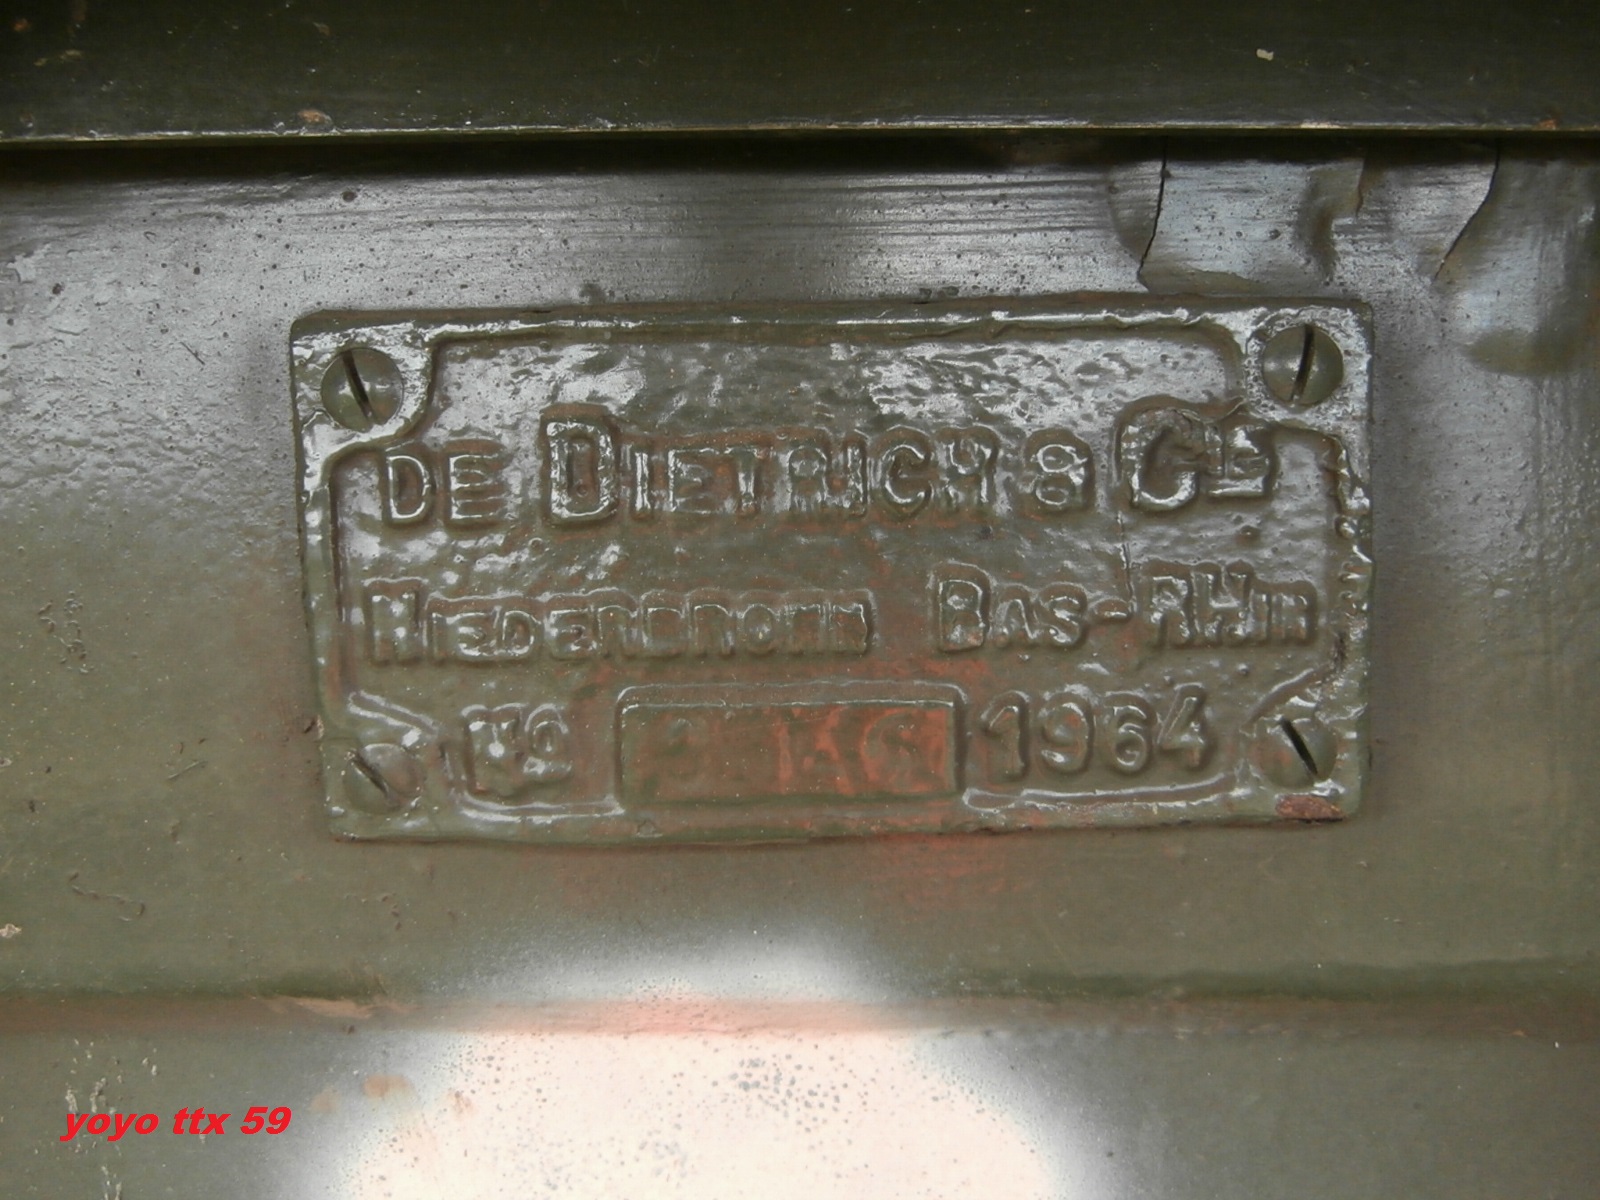 DE DIETRICH & CIE
NIEDERBRONN BAS-RHIN
No 1964
yoyo ttx 59